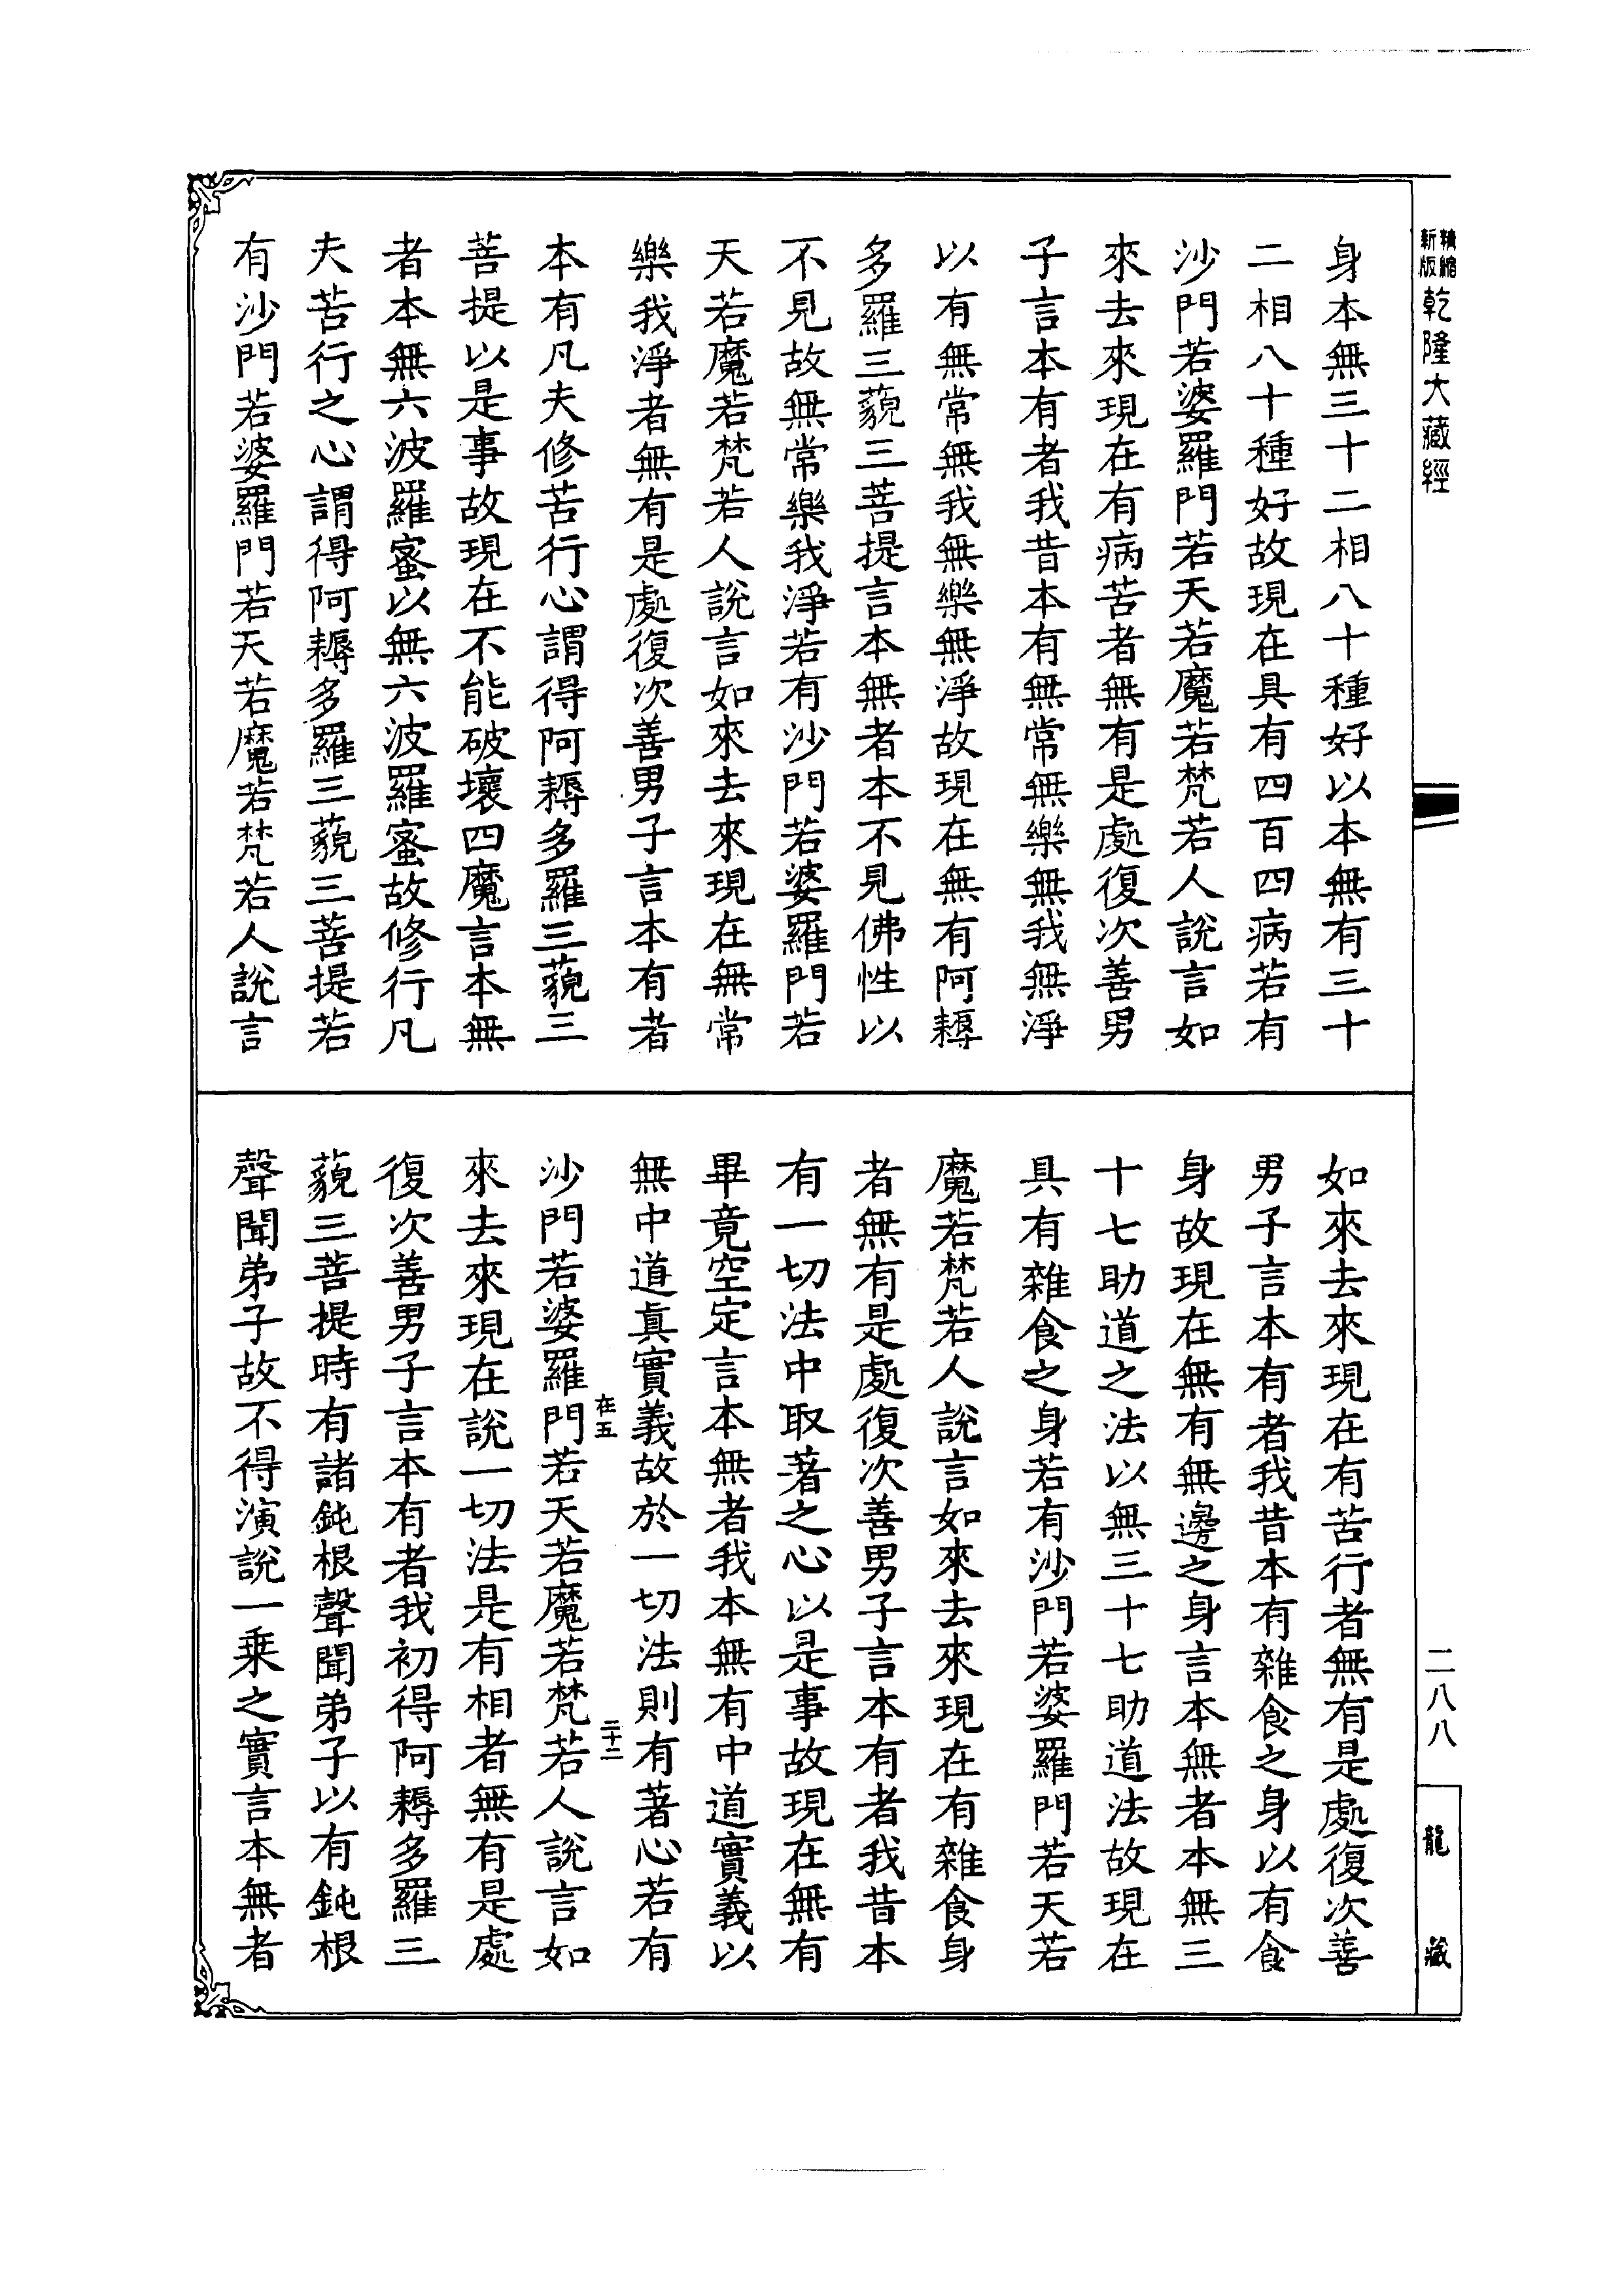 精縮
新版
乾隆大藏經
身本無三十二相八十種好以本無有三十
二相八十種好故現在具有四百四病若有
沙門若婆羅門若天若魔若梵若人說言如
來去來現在有病苦者無有是處復次善男
子言本有者我昔本有無常無樂無我無淨
以有無常無我無樂無淨故現在無有阿耨
多羅三藐三菩提言本無者本不見佛性以
不見故無常樂我淨若有沙門若婆羅門若
天若魔若梵若人說言如來去來現在無常
樂我淨者無有是處復次善男子言本有者
本有凡夫修苦行心謂得阿耨多羅三藐三
菩提以是事故現在不能破壞四魔言本無
者本無六波羅蜜以無六波羅蜜故修行凡
夫苦行之心謂得阿耨多羅三藐三菩提若
有沙門若婆羅門若天若魔若梵若人說言
如來去來現在有苦行者無有是處復次善
男子言本有者我昔本有雜食之身以有食
身故現在無有無邊之身言本無者本無三
十七助道之法以無三十七助道法故現在
具有雜食之身若有沙門若婆羅門若天若
魔若梵若人說言如來去來現在有雜食身
者無有是處復次善男子言本有者我昔本
有一切法中取著之心以是事故現在無有
畢竟空定言本無者我本無有中道實義以
無中道真實義故於一切法則有著心若有
在五
二十二
沙門若婆羅門若天若魔若梵若人說言如
來去來現在說一切法是有相者無有是處
復次善男子言本有者我初得阿耨多羅三
藐三菩提時有諸鈍根聲聞弟子以有鈍根
聲聞弟子故不得演說一乘之實言本無者
二八八
龍藏